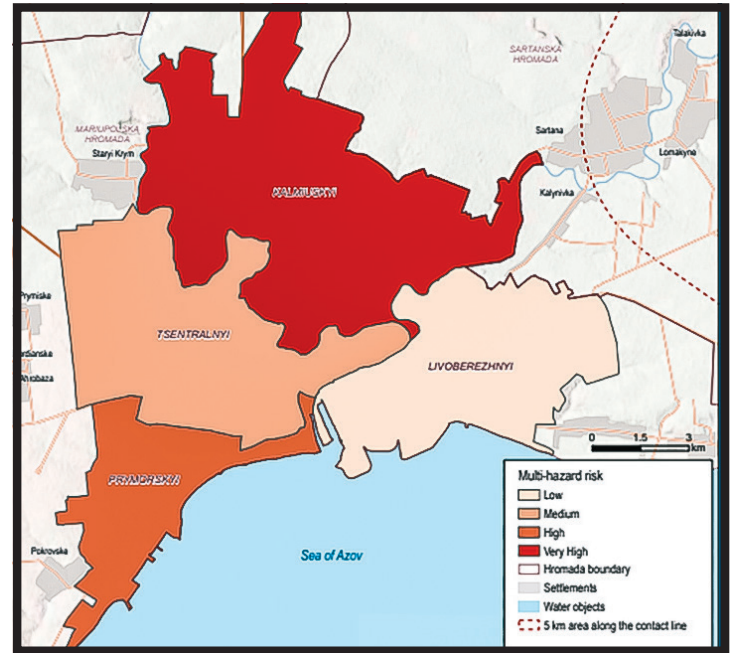 SARTANSKA
HROMADA
Talakivka
MARIUPOLSKA
HROMADA
Staryi Krym
Sartana
Lomakyne
KALMIUSKYI
Kalynivka
Prymiske
TSENTRALNYI
LIVOBEREZHNYI
PRYMORSKYI
Pokrovska
Sea of Azov
0 1.5 3
km
Multi-hazard risk
Low
Medium
High
Very High
Hromada boundary
Settlements
Water objects
5 km area along the contact line